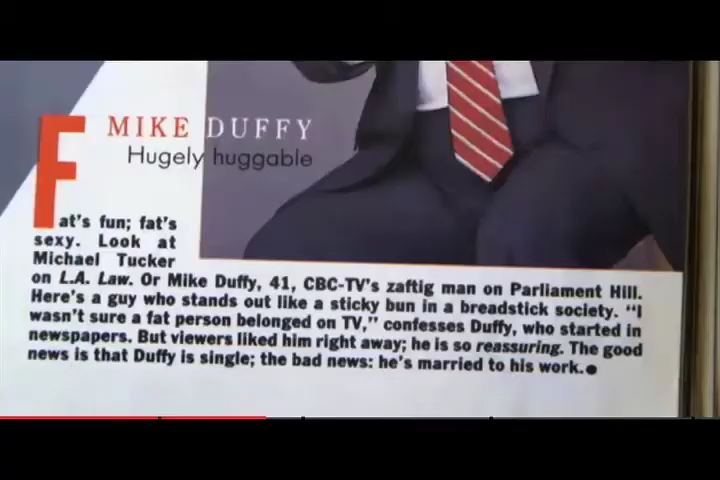 MIKE DUFFY
Hugely huggable
Fat's fun; fat's
sexy. Look at
Michael Tucker
on L.A. Law. Or Mike Duffy, 41, CBC-TV's zaftig man on Parliament Hill.
Here's a guy who stands out like a sticky bun in a breadstick society. "I
wasn't sure a fat person belonged on TV," confesses Duffy, who started in
newspapers. But viewers liked him right away; he is so reassuring. The good
news is that Duffy is single; the bad news: he's married to his work.●